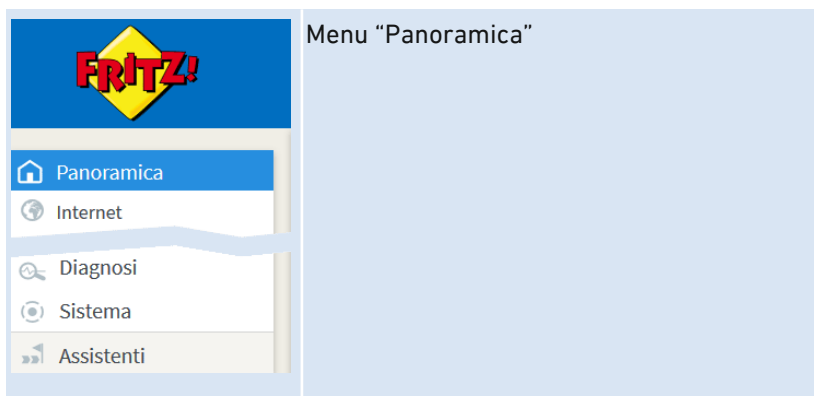 FRITZ!
Menu “Panoramica”
Panoramica
Internet
Diagnosi
Sistema
Assistenti